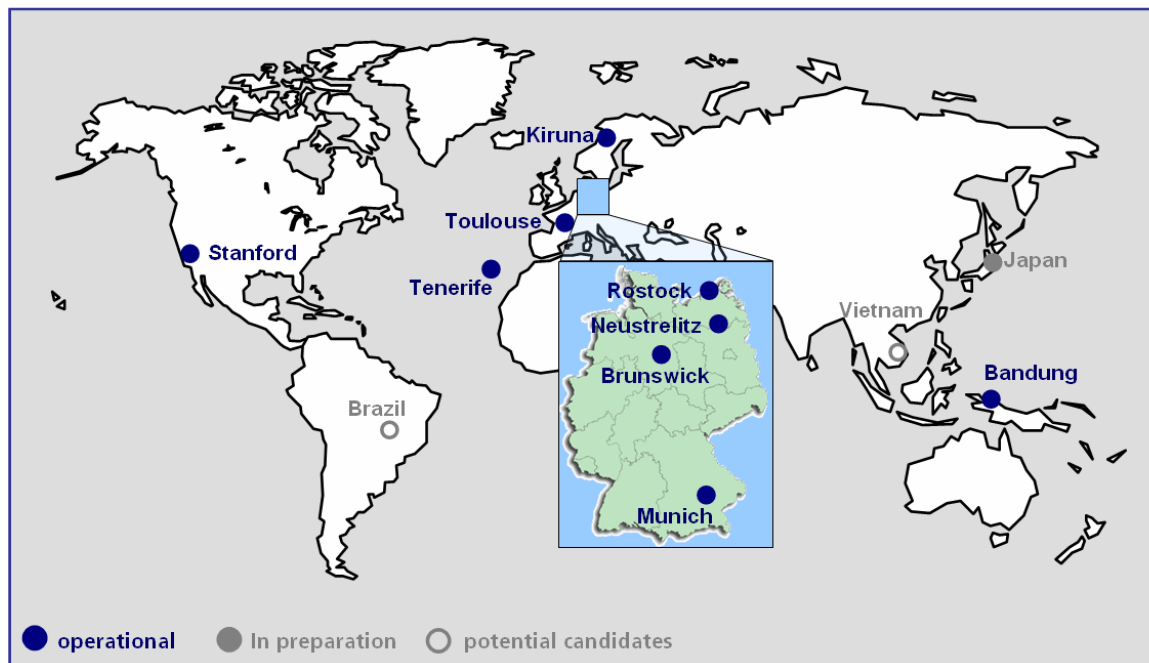 Kiruna
Toulouse
Stanford
Tenerife
Japan
Rostock
Vietnam
Neustrelitz
Brunswick
Bandung
Brazil
Munich
operational
In preparation
potential candidates